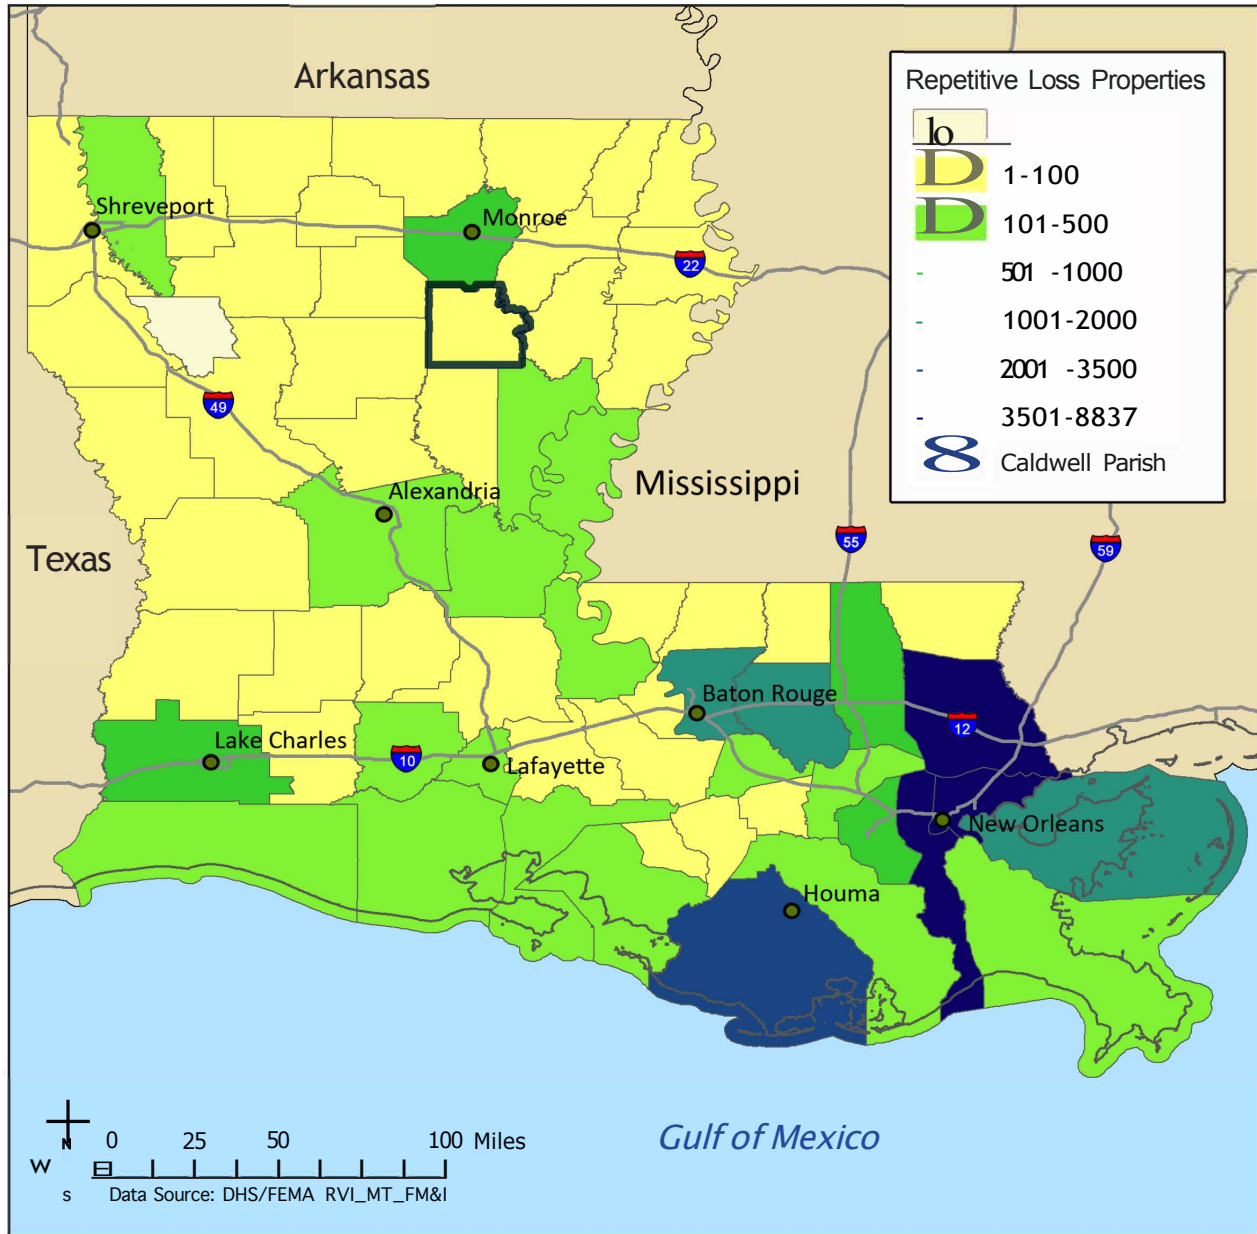 Arkansas
Repetitive Loss Properties
lo
D 1-100
D 101-500
- 501 -1000
- 1001-2000
- 2001 -3500
- 3501-8837
8 Caldwell Parish
Shreveport
Monroe
22
49
Alexandria
Mississippi
Texas
55
59
Baton Rouge
12
Lake Charles
10
Lafayette
New Orleans
Houma
Gulf of Mexico
N
W
s
0 25 50 100 Miles
Data Source: DHS/FEMA RVI_MT_FM&I